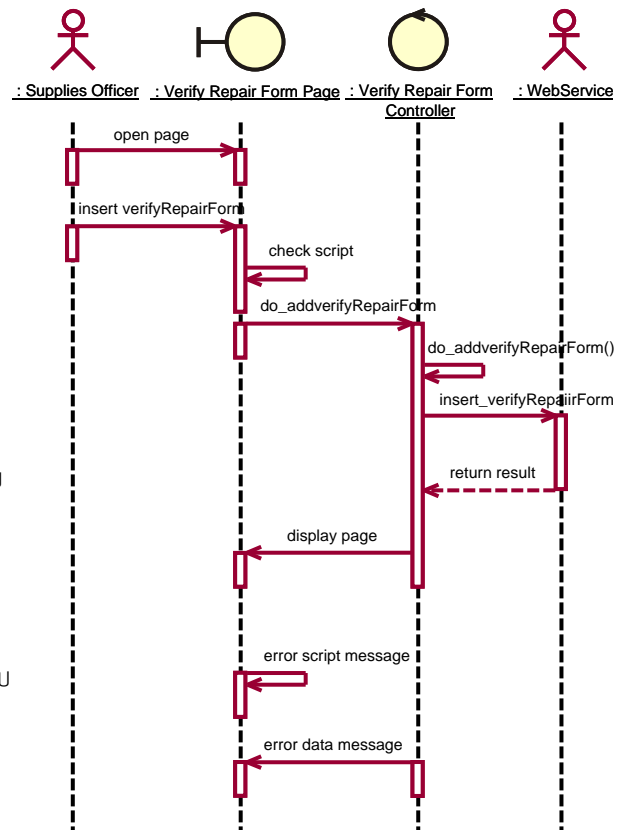 : Supplies Officer
: Verify Repair Form Page
: Verify Repair Form
Controller
: WebService
open page
insert verifyRepairForm
check script
do_addverifyRepairForm
do_addverifyRepairForm()
insert_verifyRepaiirForm
return result
display page
error script message
error data message